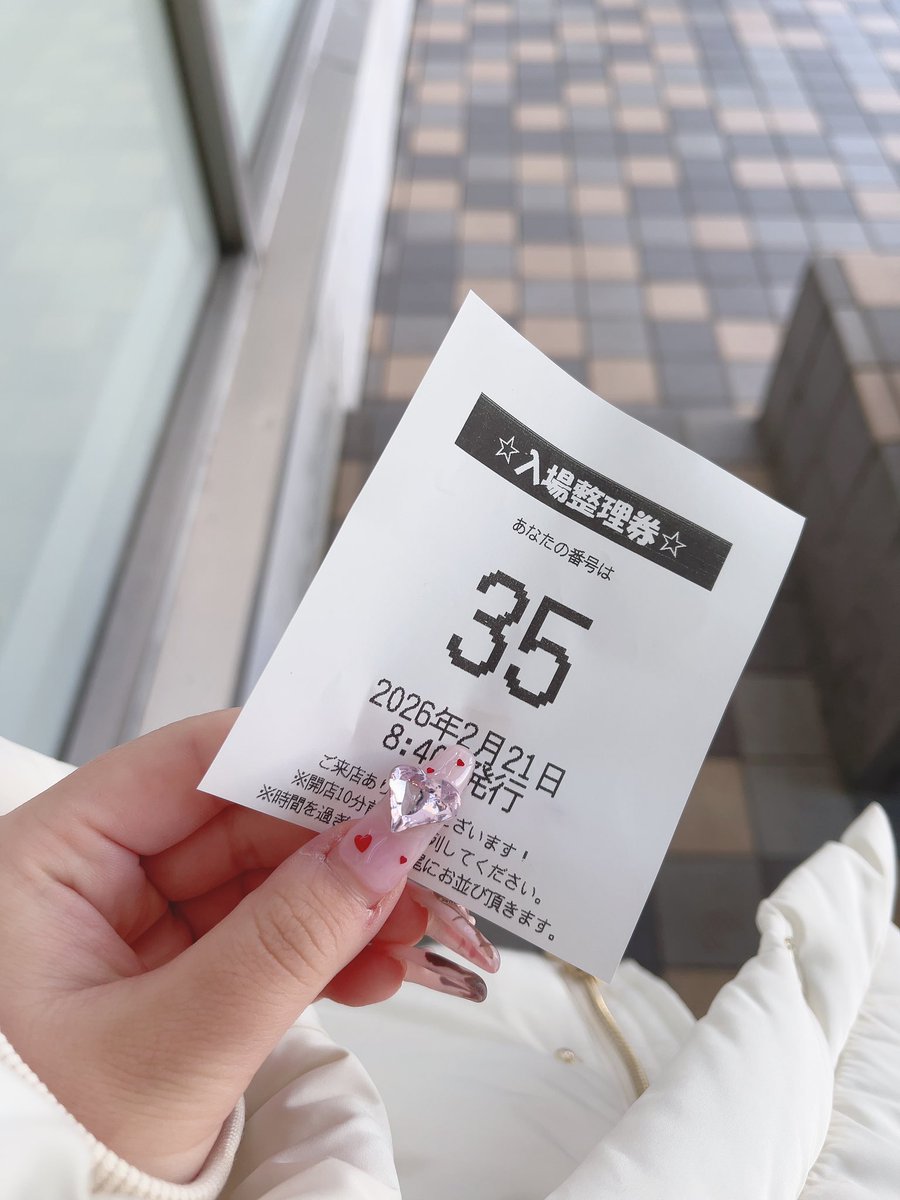 ☆入場整理券☆
あなたの番号は
35
2026年2月21日
8:4 発行
ご来店あり ざいます!
※開店10分 列してください。
※時間を過ぎ 尾にお並び頂きます。